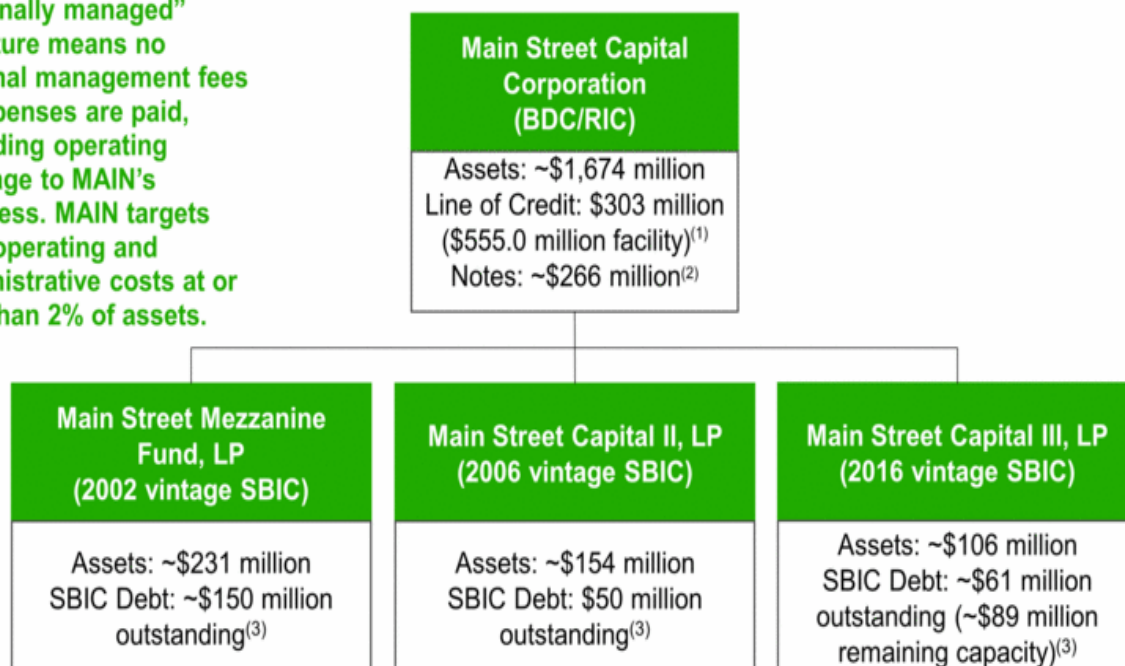 nally managed”
ture means no
nal management fees
penses are paid,
ding operating
age to MAIN’s
ess. MAIN targets
operating and
nistrative costs at or
han 2% of assets.
Main Street Capital
Corporation
(BDC/RIC)
Assets: ~$1,674 million
Line of Credit: $303 million
($555.0 million facility)(1)
Notes: ~$266 million(2)
Main Street Mezzanine
Fund, LP
(2002 vintage SBIC)
Assets: ~$231 million
SBIC Debt: ~$150 million
outstanding(3)
Main Street Capital II, LP
(2006 vintage SBIC)
Assets: ~$154 million
SBIC Debt: $50 million
outstanding(3)
Main Street Capital III, LP
(2016 vintage SBIC)
Assets: ~$106 million
SBIC Debt: ~$61 million
outstanding (~$89 million
remaining capacity)(3)